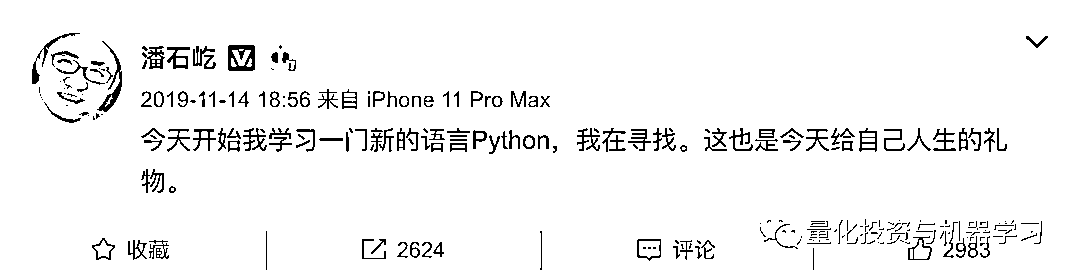 潘石屹
2019-11-14 18:56 来自 iPhone 11 Pro Max
今天开始我学习一门新的语言Python，我在寻找。这也是今天给自己人生的礼
物。
收藏 2624 评论 2983
量化投资与机器学习